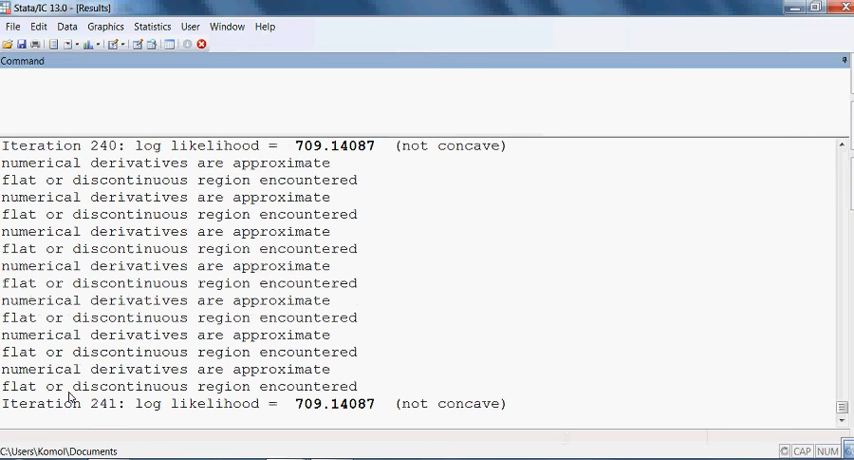 Stata/IC 13.0 - [Results]
File Edit Data Graphics Statistics User Window Help
Command
Iteration 240: log likelihood = 709.14087 (not concave)
numerical derivatives are approximate
flat or discontinuous region encountered
numerical derivatives are approximate
flat or discontinuous region encountered
numerical derivatives are approximate
flat or discontinuous region encountered
numerical derivatives are approximate
flat or discontinuous region encountered
numerical derivatives are approximate
flat or discontinuous region encountered
numerical derivatives are approximate
flat or discontinuous region encountered
numerical derivatives are approximate
flat or discontinuous region encountered
Iteration 241: log likelihood = 709.14087 (not concave)
C:\Users\Komol\Documents CAP NUM